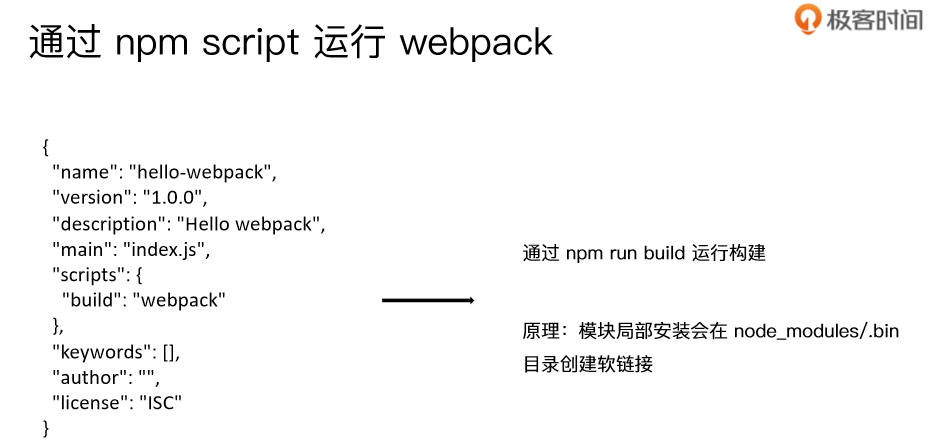 极客时间
通过 npm script 运行 webpack
{
"name": "hello-webpack",
"version": "1.0.0",
"description": "Hello webpack",
"main": "index.js",
"scripts": {
"build": "webpack"
},
"keywords": [],
"author": "",
"license": "ISC"
}
通过 npm run build 运行构建
原理：模块局部安装会在 node_modules/.bin
目录创建软链接